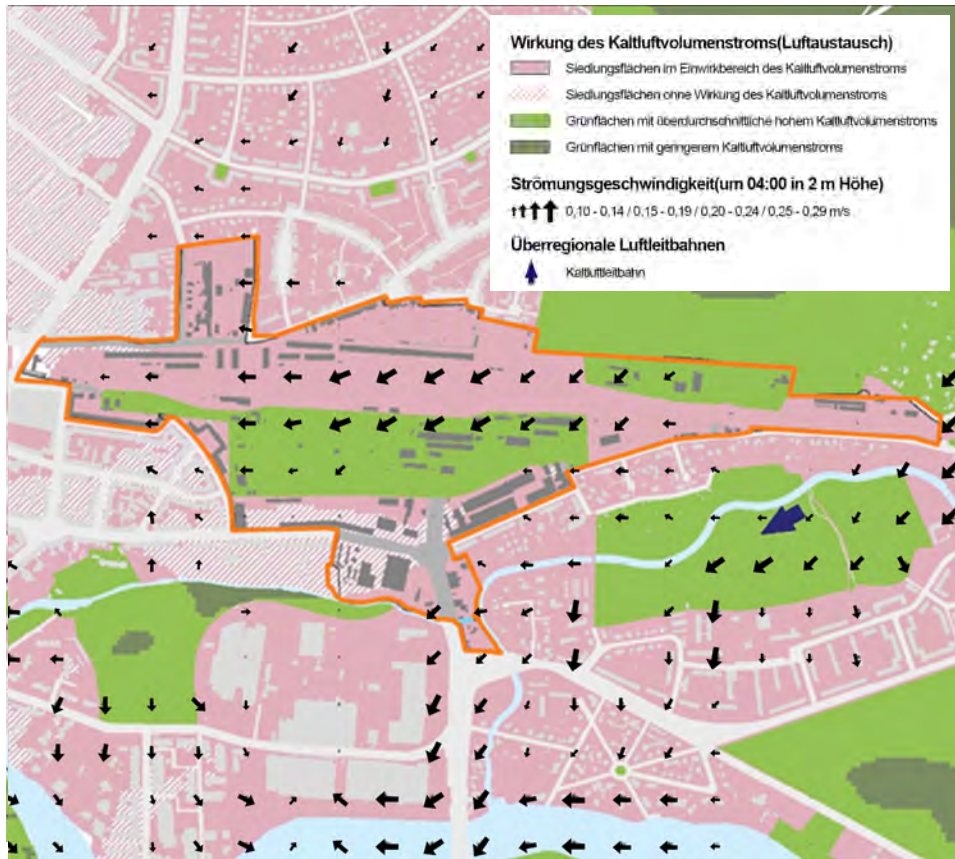 Wirkung des Kaltluftvolumenstroms(Luftaustausch)
Siedlungsflächen im Einwirkbereich des Kaltluftvolumenstroms
Siedlungsflächen ohne Wirkung des Kaltluftvolumenstroms
Grünflächen mit überdurchschnittliche hohem Kaltluftvolumenstroms
Grünflächen mit geringerem Kaltluftvolumenstroms
Strömungsgeschwindigkeit(um 04:00 in 2 m Höhe)
0,10 - 0,14 / 0,15 - 0,19 / 0,20 - 0,24 / 0,25 - 0,29 m/s
Überregionale Luftleitbahnen
Kaltluftleitbahn